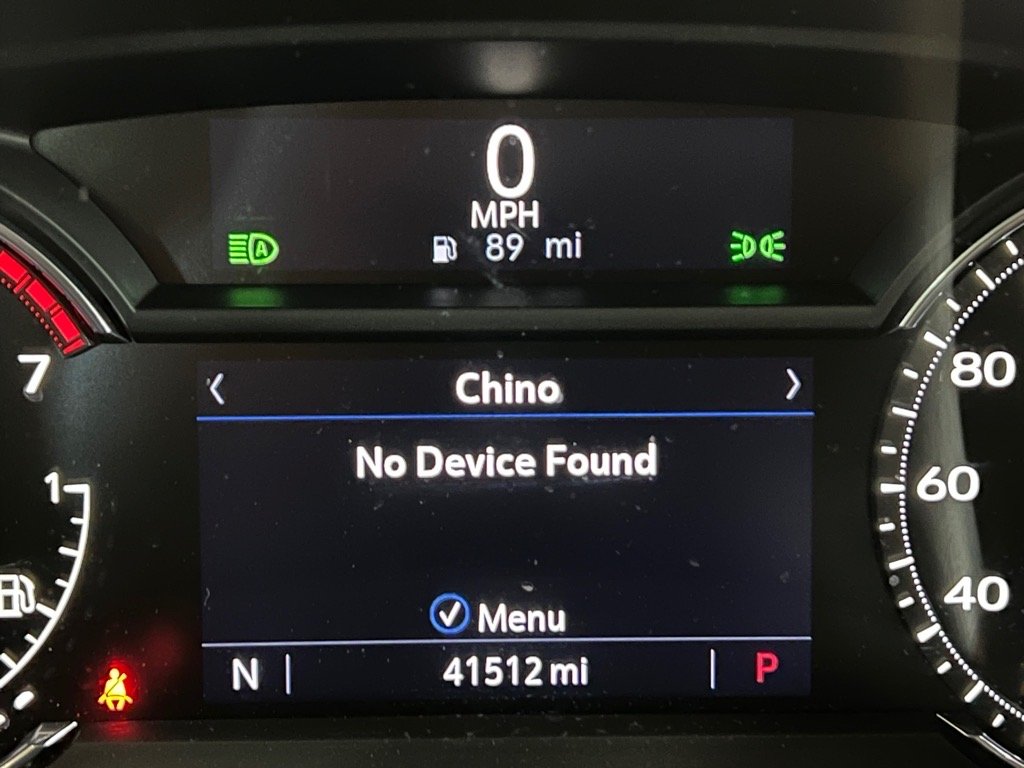 0
MPH
A
89 mi
7
80
Chino
No Device Found
1
60
40
Menu
N
41512 mi
P